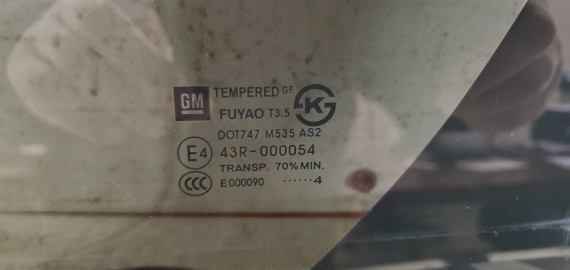 GM TEMPERED GF
FUYAO T3.5 K
DOT747 M535 AS2
E4 43R-000054
TRANSP. 70% MIN.
CCC E000090 ······4